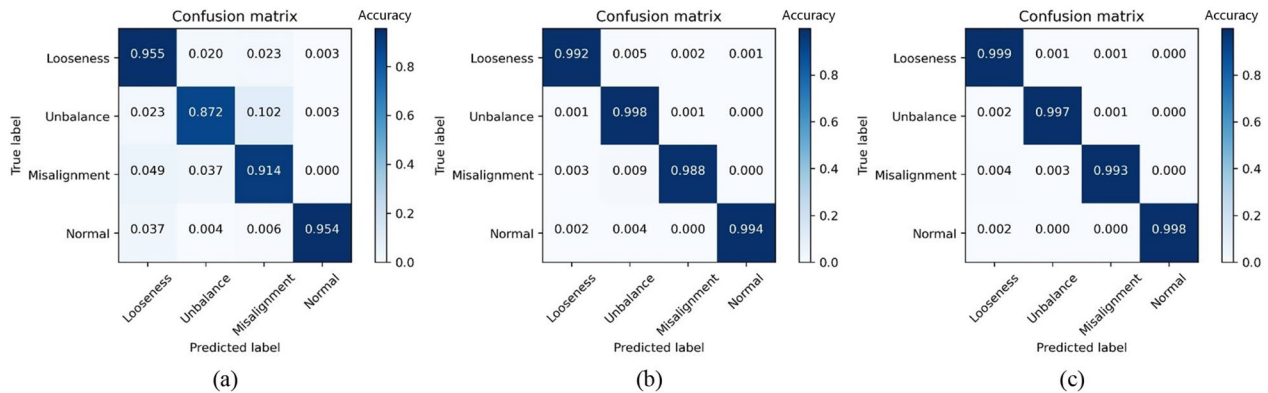 Confusion matrix Accuracy
True label
Looseness 0.955 0.020 0.023 0.003
Unbalance 0.023 0.872 0.102 0.003
Misalignment 0.049 0.037 0.914 0.000
Normal 0.037 0.004 0.006 0.954
0.8
0.6
0.4
0.2
0.0
Looseness Unbalance Misalignment Normal
Predicted label
(a)
Confusion matrix Accuracy
True label
Looseness 0.992 0.005 0.002 0.001
Unbalance 0.001 0.998 0.001 0.000
Misalignment 0.003 0.009 0.988 0.000
Normal 0.002 0.004 0.000 0.994
0.8
0.6
0.4
0.2
0.0
Looseness Unbalance Misalignment Normal
Predicted label
(b)
Confusion matrix Accuracy
True label
Looseness 0.999 0.001 0.001 0.000
Unbalance 0.002 0.997 0.001 0.000
Misalignment 0.004 0.003 0.993 0.000
Normal 0.002 0.000 0.000 0.998
0.8
0.6
0.4
0.2
0.0
Looseness Unbalance Misalignment Normal
Predicted label
(c)